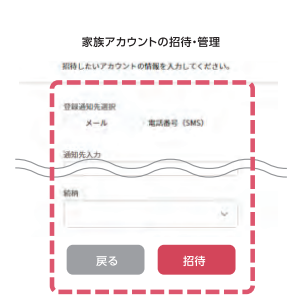 家族アカウントの招待・管理
招待したいアカウントの情報を入力してください。
登録通知先選択
メール 電話番号（SMS）
通知先入力
続柄
戻る 招待